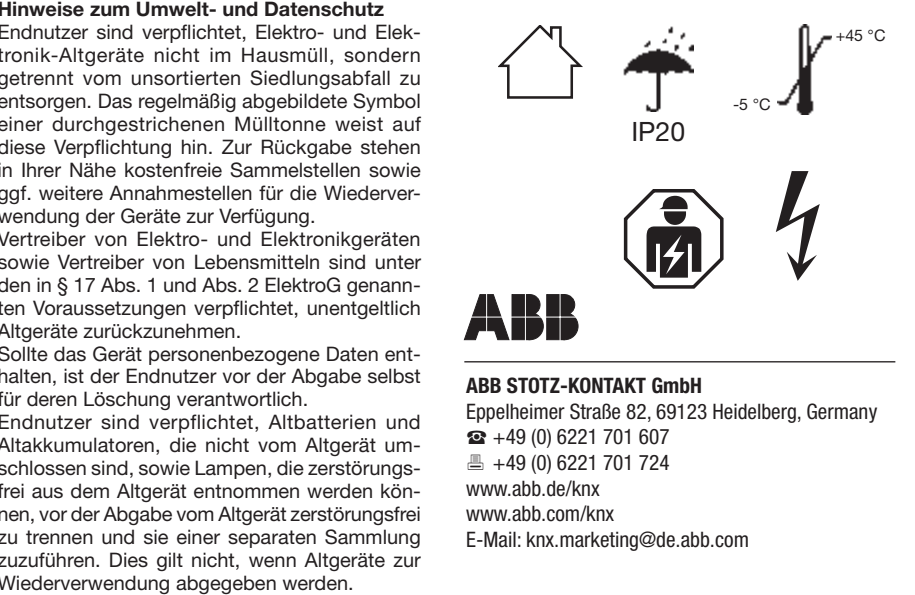 Hinweise zum Umwelt- und Datenschutz
Endnutzer sind verpflichtet, Elektro- und Elek-
tronik-Altgeräte nicht im Hausmüll, sondern
getrennt vom unsortierten Siedlungsabfall zu
entsorgen. Das regelmäßig abgebildete Symbol
einer durchgestrichenen Mülltonne weist auf
diese Verpflichtung hin. Zur Rückgabe stehen
in Ihrer Nähe kostenfreie Sammelstellen sowie
ggf. weitere Annahmestellen für die Wiederver-
wendung der Geräte zur Verfügung.
Vertreiber von Elektro- und Elektronikgeräten
sowie Vertreiber von Lebensmitteln sind unter
den in § 17 Abs. 1 und Abs. 2 ElektroG genann-
ten Voraussetzungen verpflichtet, unentgeltlich
Altgeräte zurückzunehmen.
Sollte das Gerät personenbezogene Daten ent-
halten, ist der Endnutzer vor der Abgabe selbst
für deren Löschung verantwortlich.
Endnutzer sind verpflichtet, Altbatterien und
Altakkumulatoren, die nicht vom Altgerät um-
schlossen sind, sowie Lampen, die zerstörungs-
frei aus dem Altgerät entnommen werden kön-
nen, vor der Abgabe vom Altgerät zerstörungsfrei
zu trennen und sie einer separaten Sammlung
zuzuführen. Dies gilt nicht, wenn Altgeräte zur
Wiederverwendung abgegeben werden.
+45 °C
-5 °C
IP20
ABB
ABB STOTZ-KONTAKT GmbH
Eppelheimer Straße 82, 69123 Heidelberg, Germany
☎ +49 (0) 6221 701 607
+49 (0) 6221 701 724
www.abb.de/knx
www.abb.com/knx
E-Mail: knx.marketing@de.abb.com